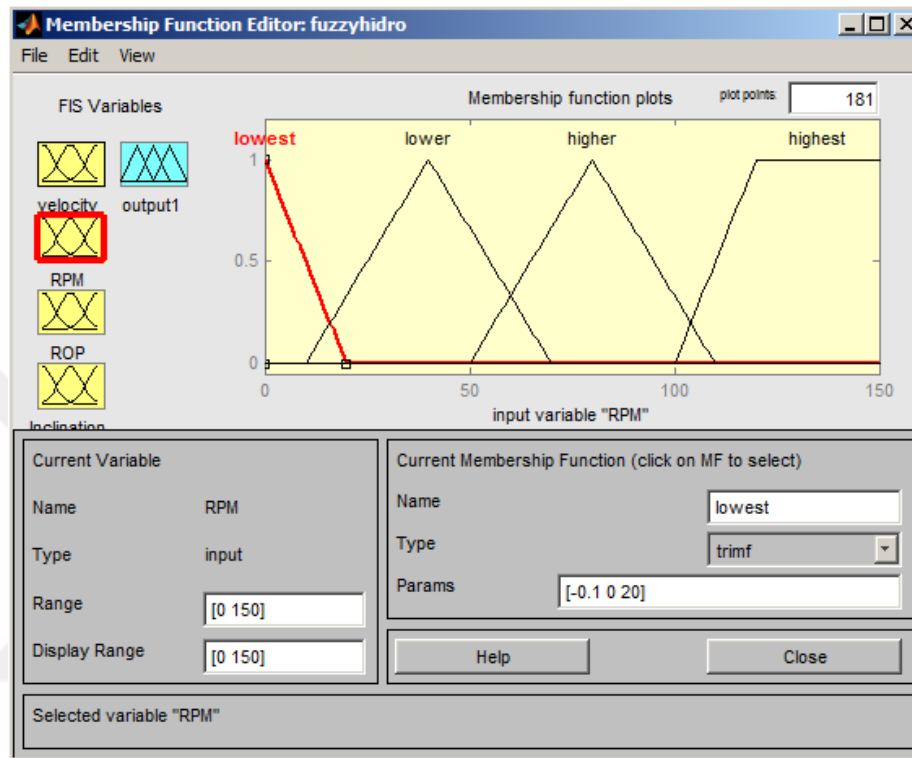 Membership Function Editor: fuzzyhidro
File Edit View
FIS Variables
Membership function plots
plot points:
181
velocity
output1
RPM
ROP
Inclination
lowest
lower
higher
highest
1
0.5
0
0
50
100
150
input variable "RPM"
Current Variable
Name RPM
Type input
Range [0 150]
Display Range [0 150]
Current Membership Function (click on MF to select)
Name lowest
Type trimf
Params [-0.1 0 20]
Help
Close
Selected variable "RPM"